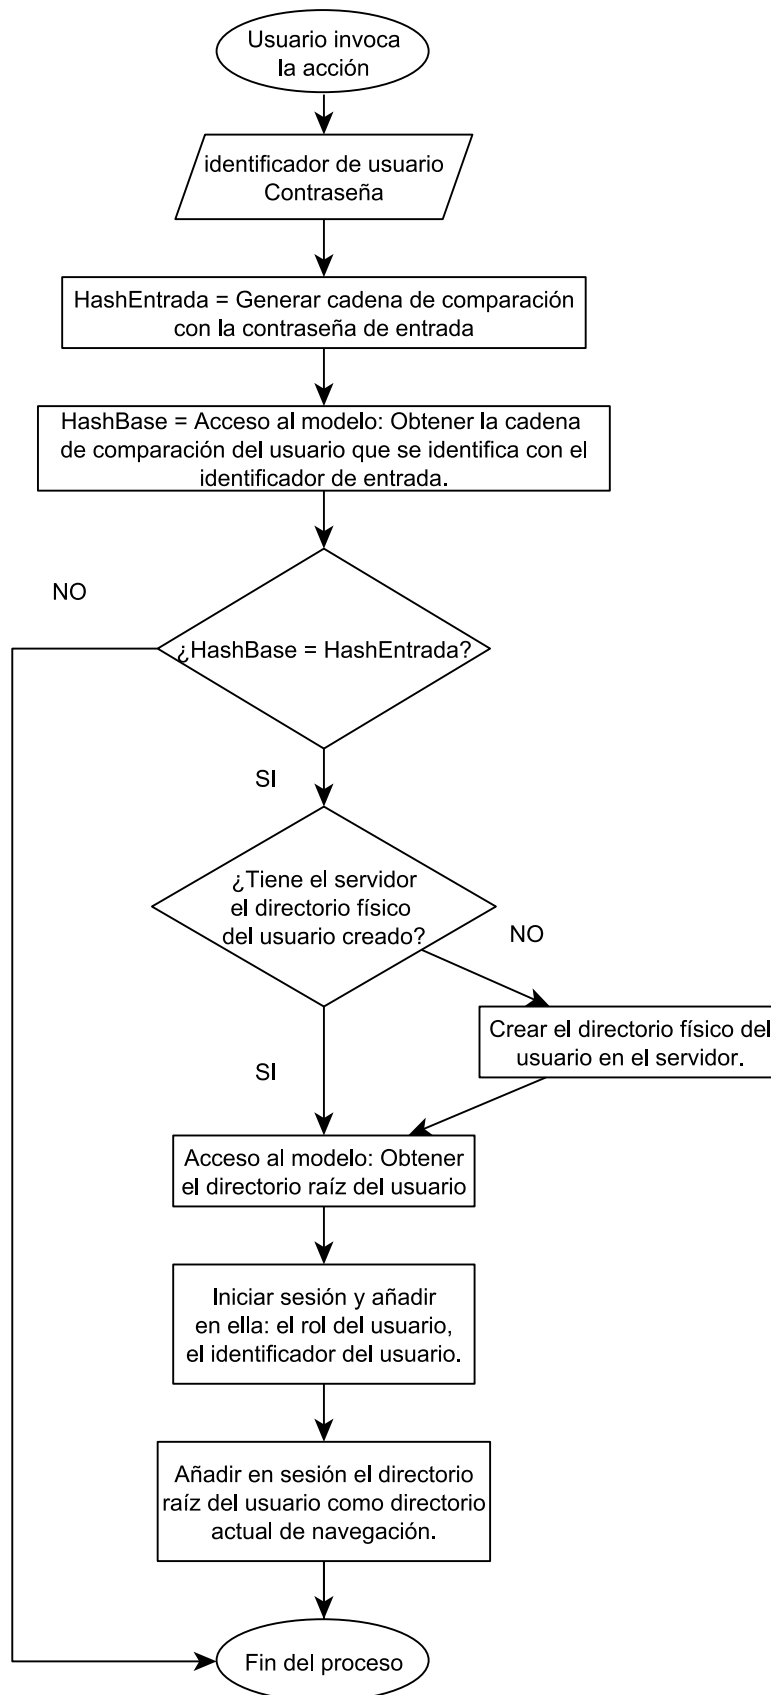 Usuario invoca
la acción
identificador de usuario
Contraseña
HashEntrada = Generar cadena de comparación
con la contraseña de entrada
HashBase = Acceso al modelo: Obtener la cadena
de comparación del usuario que se identifica con el
identificador de entrada.
NO
¿HashBase = HashEntrada?
SI
¿Tiene el servidor
el directorio físico
del usuario creado?
NO
Crear el directorio físico del
usuario en el servidor.
SI
Acceso al modelo: Obtener
el directorio raíz del usuario
Iniciar sesión y añadir
en ella: el rol del usuario,
el identificador del usuario.
Añadir en sesión el directorio
raíz del usuario como directorio
actual de navegación.
Fin del proceso